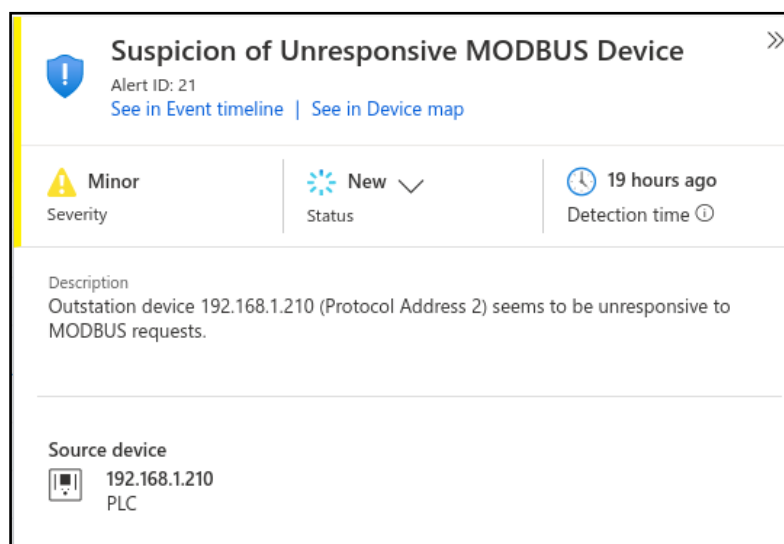 Suspicion of Unresponsive MODBUS Device
Alert ID: 21
See in Event timeline | See in Device map
Minor
Severity
New
Status
19 hours ago
Detection time
Description
Outstation device 192.168.1.210 (Protocol Address 2) seems to be unresponsive to
MODBUS requests.
Source device
192.168.1.210
PLC